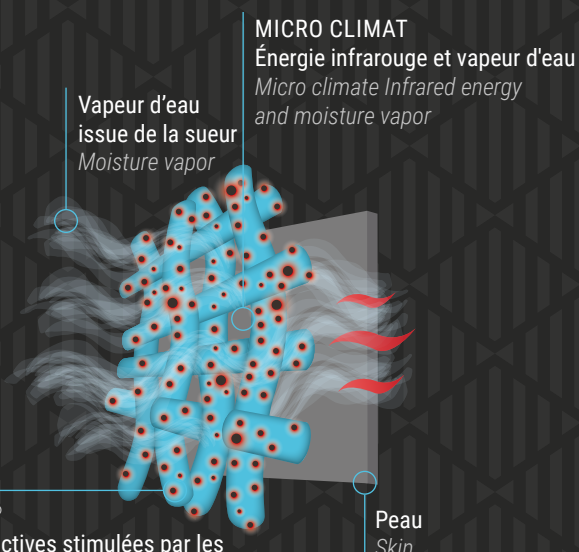 MICRO CLIMAT
Énergie infrarouge et vapeur d'eau
Micro climate Infrared energy
and moisture vapor
Vapeur d’eau
issue de la sueur
Moisture vapor
Peau
Skin
stimulées par les